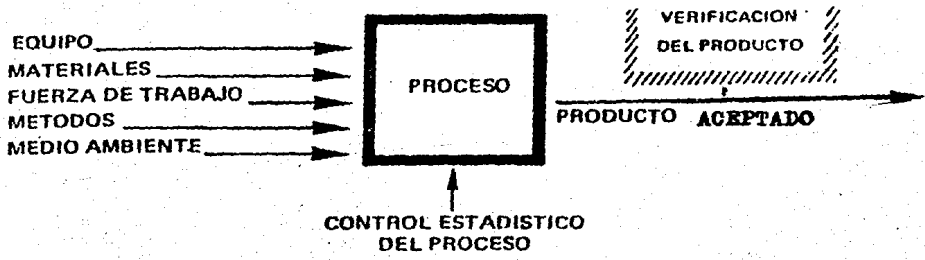 VERIFICACION
DEL PRODUCTO
EQUIPO
MATERIALES
FUERZA DE TRABAJO
METODOS
MEDIO AMBIENTE
PROCESO
PRODUCTO ACEPTADO
CONTROL ESTADISTICO
DEL PROCESO